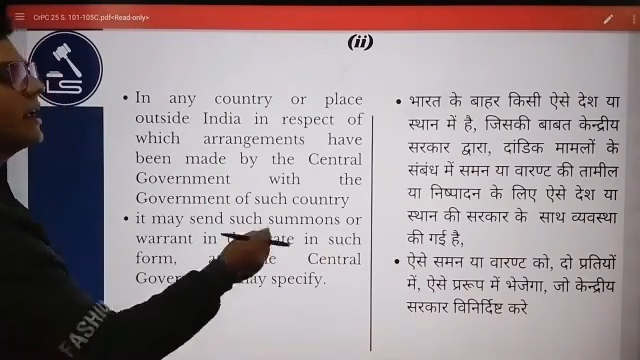 CrPC 25 S. 101-105C.pdf<Read-only>
LS
(ii)
• In any country or place
outside India in respect of
which arrangements have
been made by the Central
Government with the
Government of such country
• it may send such summons or
warrant in in such
form, Central
may specify.
• भारत के बाहर किसी ऐसे देश या
स्थान में है, जिसकी बाबत केन्द्रीय
सरकार द्वारा, दांडिक मामलों के
संबंध में समन या वारण्ट की तामील
या निष्पादन के लिए ऐसे देश या
स्थान की सरकार के साथ व्यवस्था
की गई है,
• ऐसे समन या वारण्ट को, दो प्रतियों
में, ऐसे प्ररूप में भेजेगा, जो केन्द्रीय
सरकार विनिर्दिष्ट करे